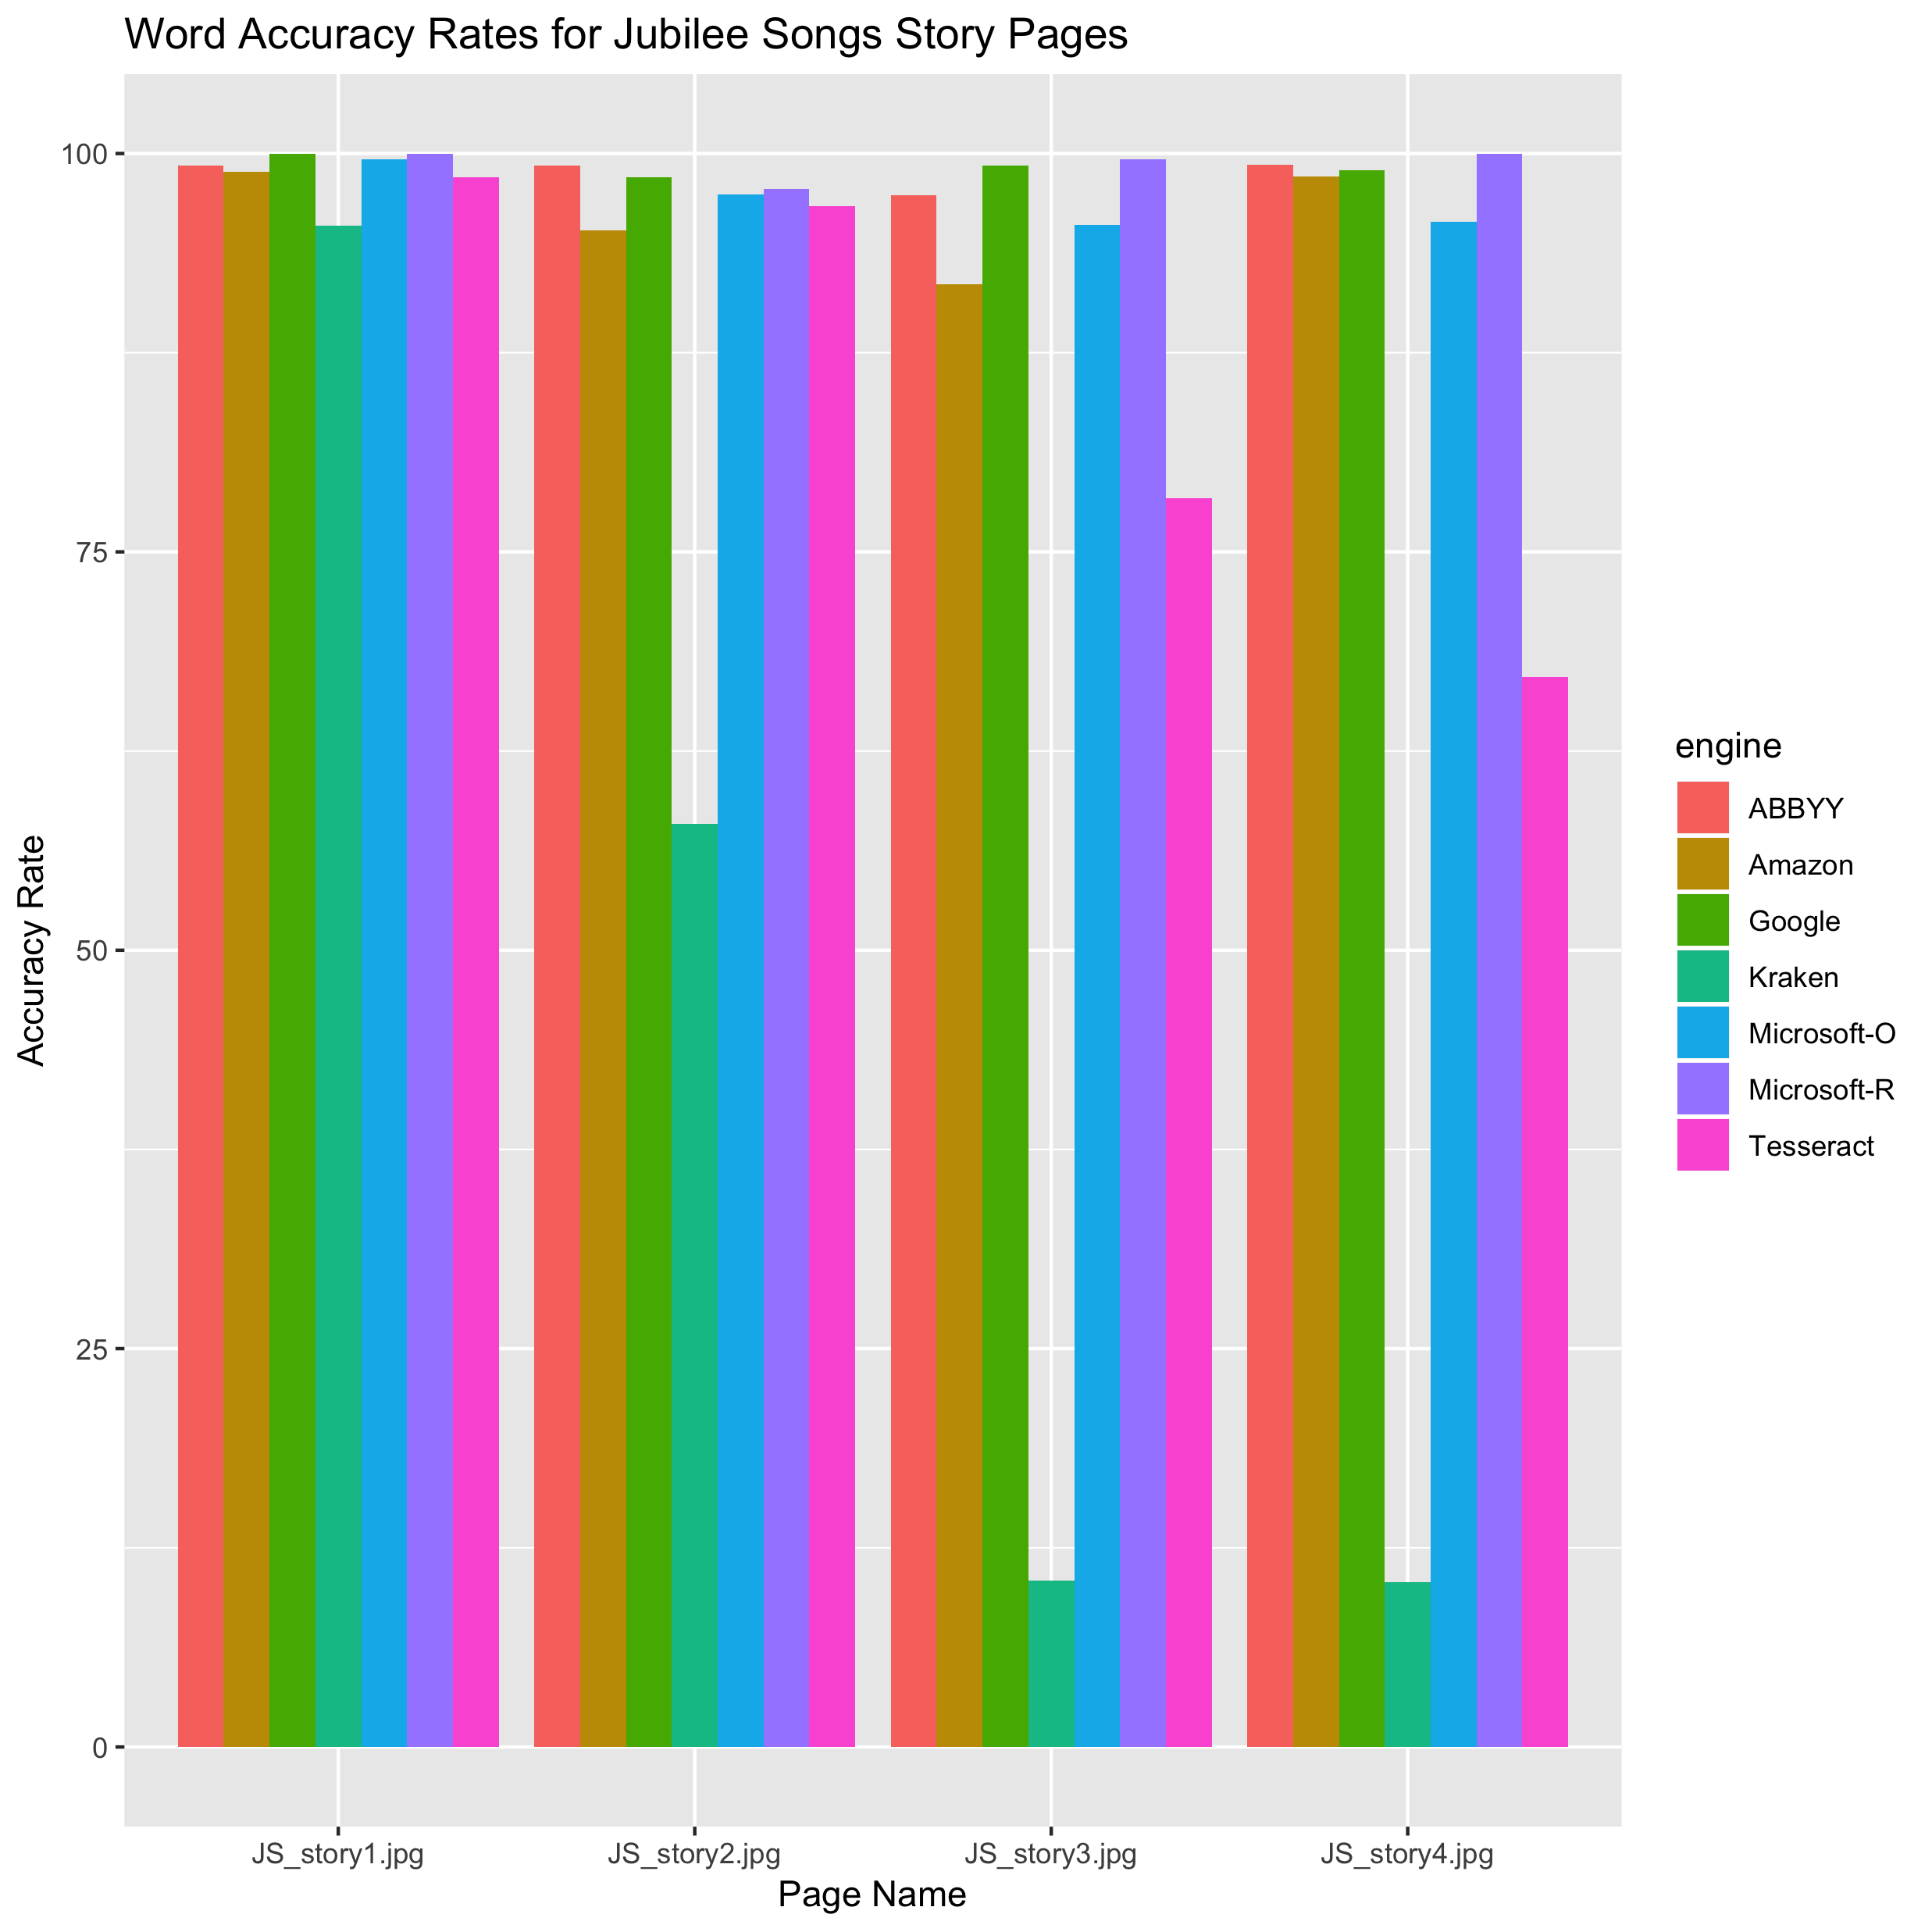 Word Accuracy Rates for Jubilee Songs Story Pages
Accuracy Rate
100
75
50
25
0
JS_story1.jpg JS_story2.jpg JS_story3.jpg JS_story4.jpg
Page Name
engine
ABBYY
Amazon
Google
Kraken
Microsoft-O
Microsoft-R
Tesseract